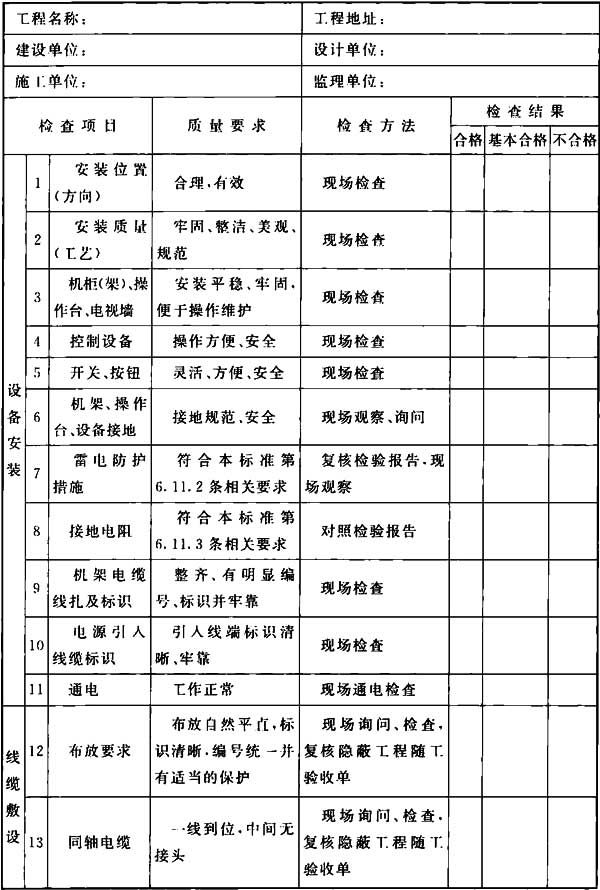 工程名称： 工程地址：
建设单位： 设计单位：
施工单位： 监理单位：
检查项目 质量要求 检查方法 检查结果
合格 基本合格 不合格
设备安装
1 安装位置（方向） 合理、有效 现场检查
2 安装质量（工艺） 牢固、整洁、美观、规范 现场检查
3 机柜(架)、操作台、电视墙 安装平稳、牢固、便于操作维护 现场检查
4 控制设备 操作方便、安全 现场检查
5 开关、按钮 灵活、方便、安全 现场检查
6 机架、操作台、设备接地 接地规范、安全 现场观察、询问
7 雷电防护措施 符合本标准第6.11.2条相关要求 复核检验报告、现场观察
8 接地电阻 符合本标准第6.11.3条相关要求 对照检验报告
9 机架电缆线扎及标识 整齐、有明显编号、标识并牢靠 现场检查
10 电源引入线缆标识 引入线端标识清晰、牢靠 现场检查
11 通电 工作正常 现场通电检查
线缆敷设
12 布放要求 布放自然平直，标识清晰，编号统一并有适当的保护 现场询问、检查，复核隐蔽工程随工验收单
13 同轴电缆 一线到位，中间无接头 现场询问、检查，复核隐蔽工程随工验收单